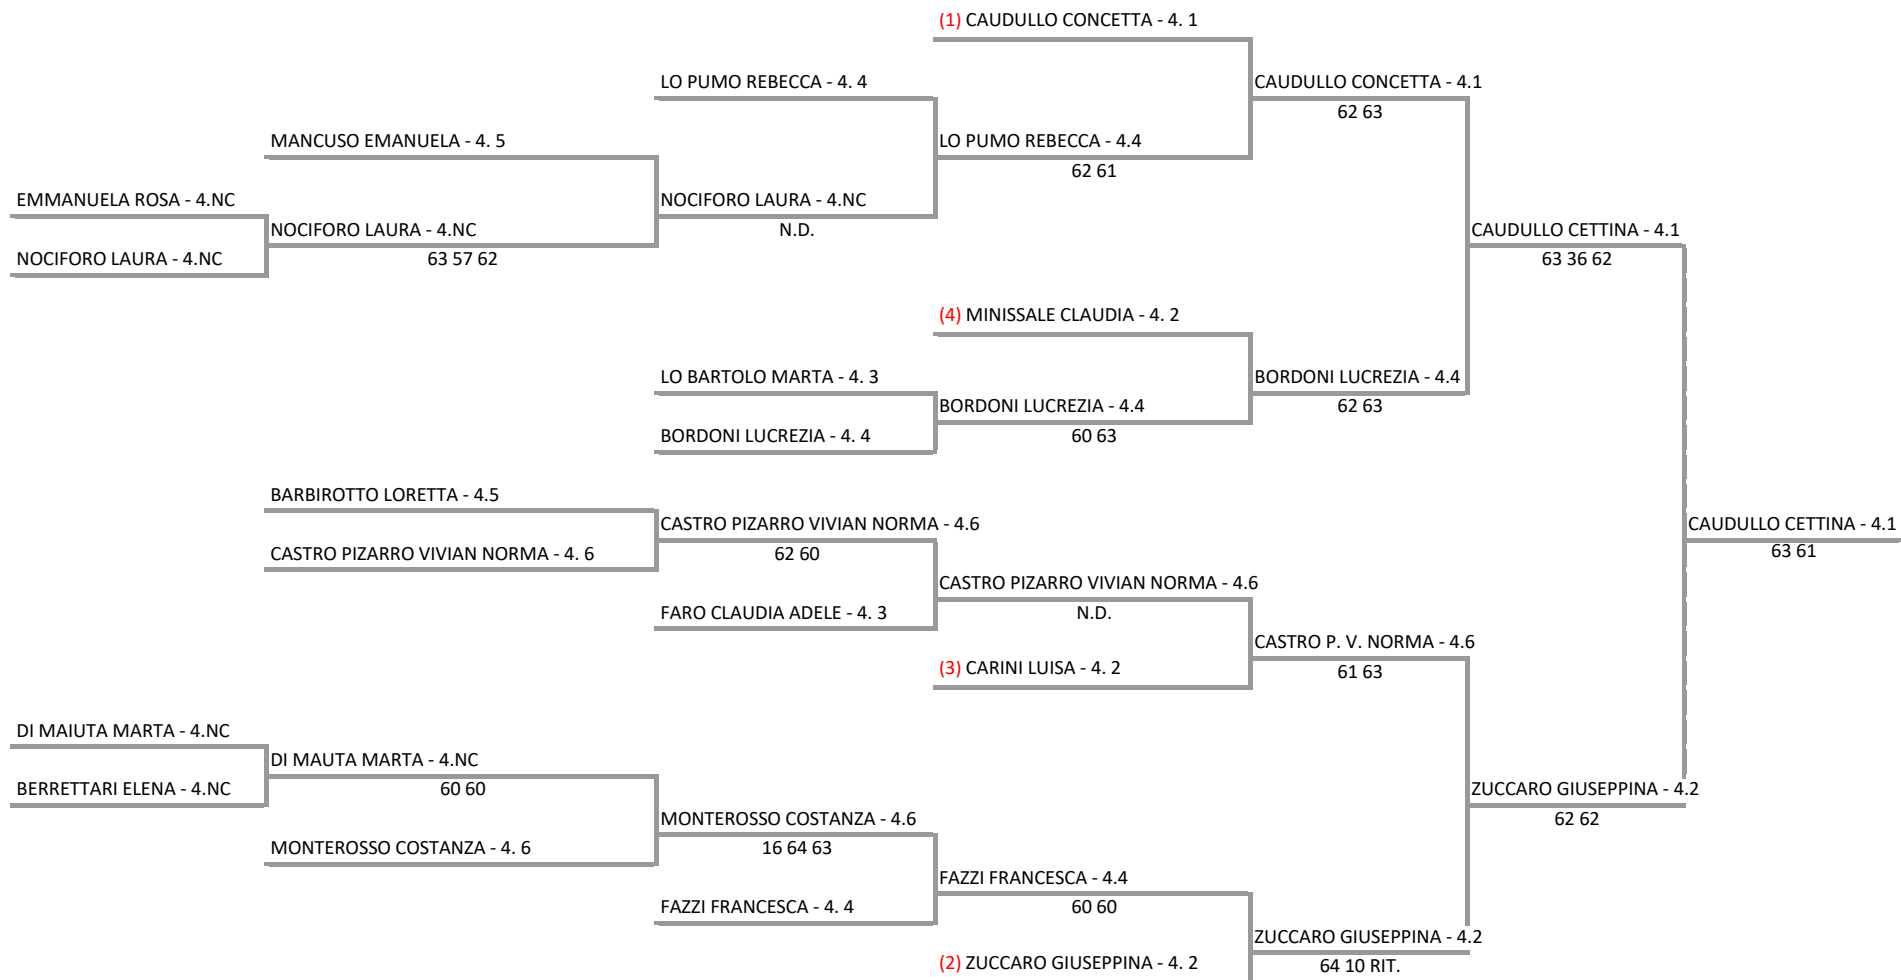 (1) CAUDULLO CONCETTA - 4. 1
LO PUMO REBECCA - 4. 4
CAUDULLO CONCETTA - 4.1
62 63
MANCUSO EMANUELA - 4. 5
LO PUMO REBECCA - 4.4
62 61
EMMANUELA ROSA - 4.NC
NOCIFORO LAURA - 4.NC
N.D.
NOCIFORO LAURA - 4.NC
63 57 62
CAUDULLO CETTINA - 4.1
63 36 62
NOCIFORO LAURA - 4.NC
(4) MINISSALE CLAUDIA - 4. 2
LO BARTOLO MARTA - 4. 3
BORDONI LUCREZIA - 4.4
62 63
BORDONI LUCREZIA - 4.4
60 63
BORDONI LUCREZIA - 4. 4
BARBIROTTO LORETTA - 4.5
CASTRO PIZARRO VIVIAN NORMA - 4.6
62 60
CAUDULLO CETTINA - 4.1
63 61
CASTRO PIZARRO VIVIAN NORMA - 4. 6
CASTRO PIZARRO VIVIAN NORMA - 4.6
N.D.
FARO CLAUDIA ADELE - 4. 3
CASTRO P. V. NORMA - 4.6
61 63
(3) CARINI LUISA - 4. 2
DI MAIUTA MARTA - 4.NC
DI MAUTA MARTA - 4.NC
60 60
BERRETTARI ELENA - 4.NC
ZUCCARO GIUSEPPINA - 4.2
62 62
MONTEROSSO COSTANZA - 4.6
16 64 63
MONTEROSSO COSTANZA - 4. 6
FAZZI FRANCESCA - 4.4
60 60
FAZZI FRANCESCA - 4. 4
ZUCCARO GIUSEPPINA - 4.2
64 10 RIT.
(2) ZUCCARO GIUSEPPINA - 4. 2